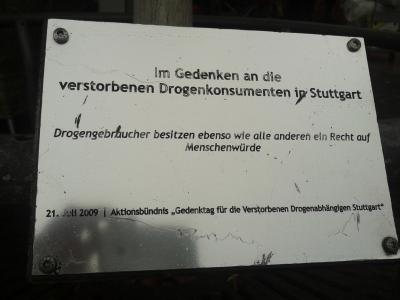 Im Gedenken an die
verstorbenen Drogenkonsumenten in Stuttgart
Drogengebraucher besitzen ebenso wie alle anderen ein Recht auf
Menschenwürde
21. Juli 2009 | Aktionsbündnis „Gedenktag für die Verstorbenen Drogenabhängigen Stuttgart"